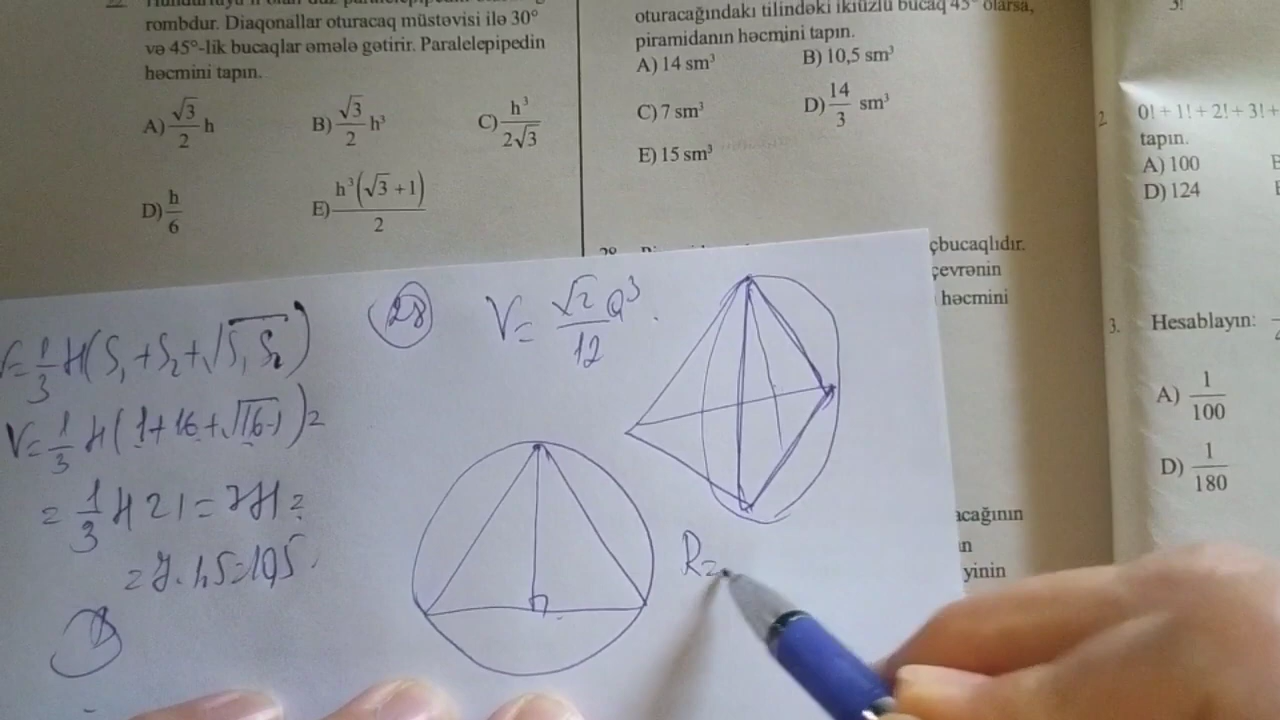 rombdur. Diaqonallar oturacaq müstəvisi ilə 30°
və 45°-lik bucaqlar əmələ gətirir. Paralelepipedin
həcmini tapın.
A) √3/2 h B) √3/2 h³ C) h³/2√3
D) h/6 E) h³(√3 +1)/2
oturacağındakı tilindəki ikiüzlü bucaq 45° olarsa,
piramidanın həcmini tapın.
A) 14 sm³ B) 10,5 sm³
C) 7 sm³ D) 14/3 sm³
E) 15 sm³
çbucaqlıdır.
çevrənin
həcmini
acağının
n
yinin
3!
2. 0! + 1! + 2! + 3! +
tapın.
A) 100
D) 124
3. Hesablayın:
A) 1/100
D) 1/180
V=1/3 H(S₁+S₂+√S₁S₂)
V=1/3 H(1+16+√16·1)=
= 1/3 H 21 = 7H =
= 7·1,5=10,5.
28 V= √2/12 a³.
R=